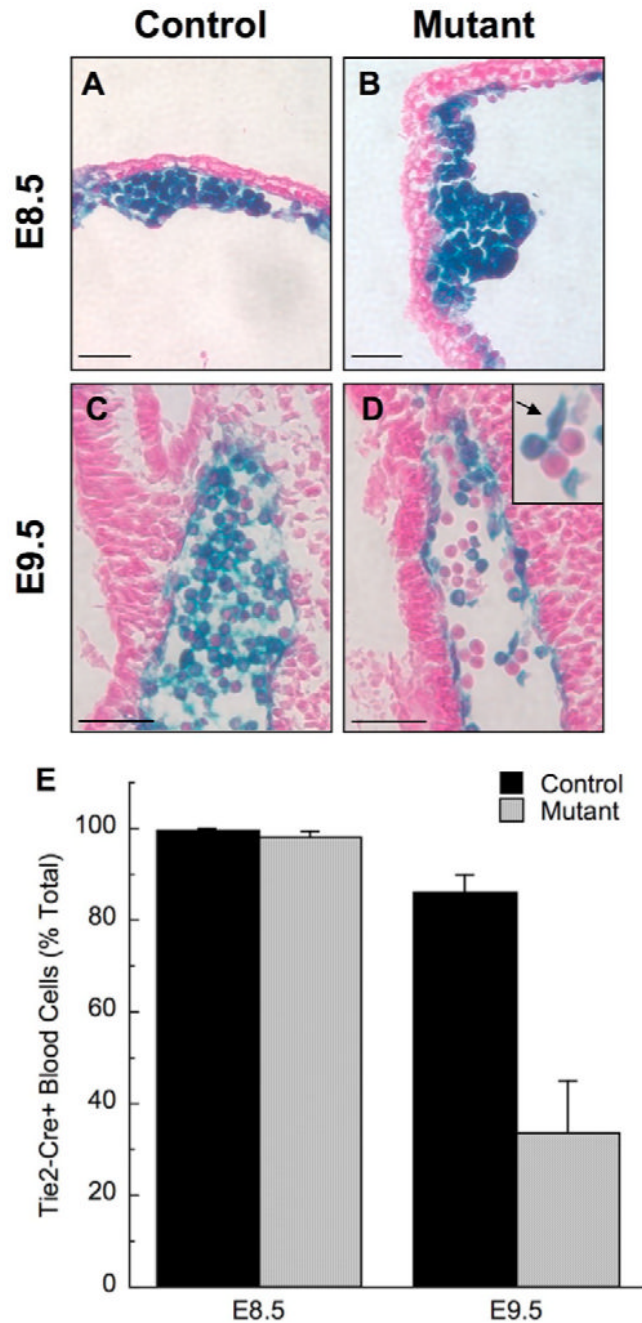 Control Mutant
E8.5
A
B
E9.5
C
D
E
Control
Mutant
Tie2-Cre+ Blood Cells (% Total)
100
80
60
40
20
0
E8.5 E9.5